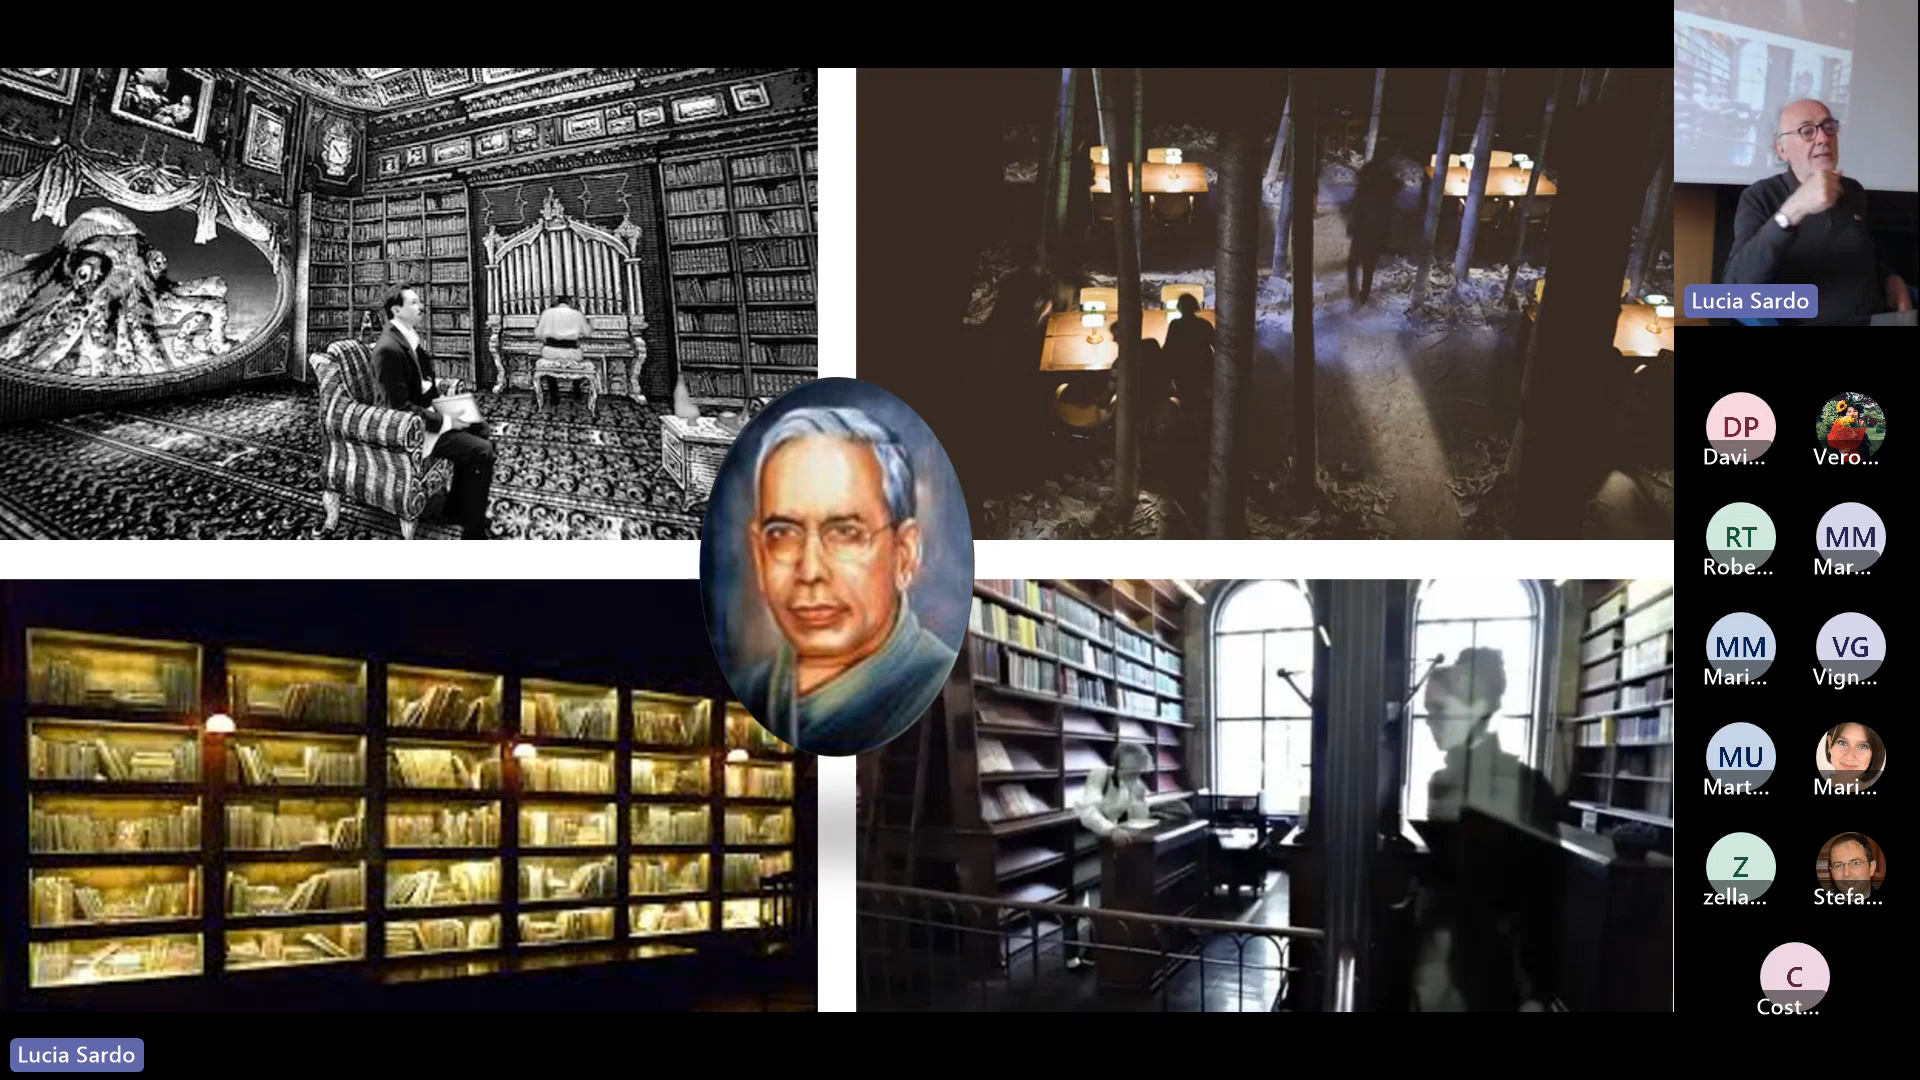 Lucia Sardo
DP
Davi...
Vero...
RT
Robe...
MM
Mar...
MM
Mari...
VG
Vign...
MU
Mart...
Mari...
Z
zella...
Stefa...
C
Cost...
Lucia Sardo